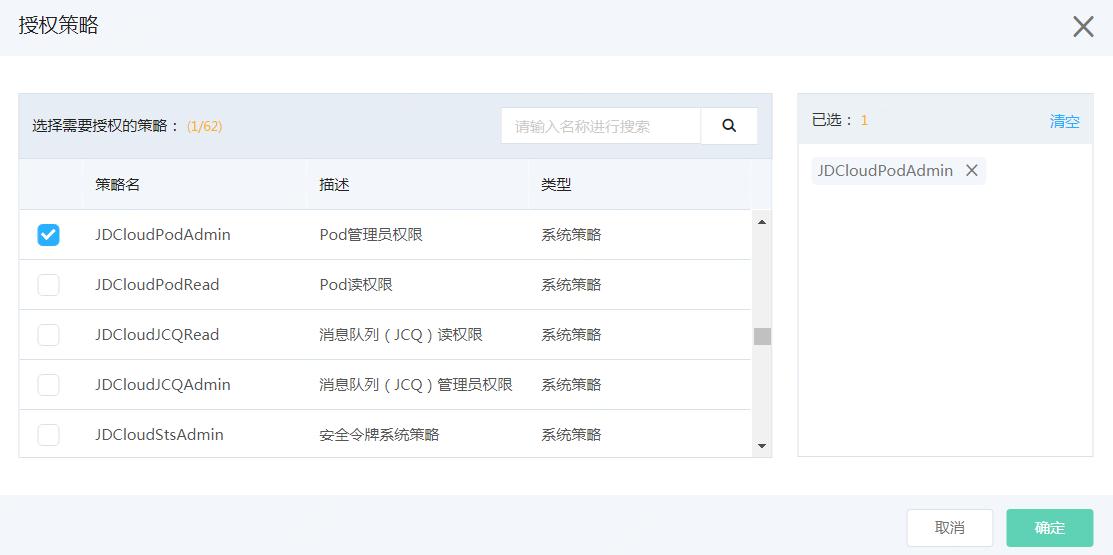 授权策略
选择需要授权的策略： (1/62)
请输入名称进行搜索
已选： 1
清空
策略名 描述 类型
JDCloudPodAdmin
JDCloudPodAdmin Pod管理员权限 系统策略
JDCloudPodRead Pod读权限 系统策略
JDCloudJCQRead 消息队列（JCQ）读权限 系统策略
JDCloudJCQAdmin 消息队列（JCQ）管理员权限 系统策略
JDCloudStsAdmin 安全令牌系统策略 系统策略
取消
确定